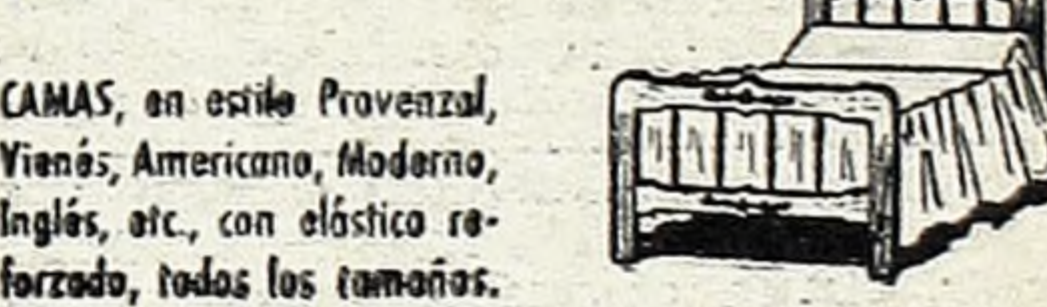 CAMAS, en estilo Provenzal,
Vienés, Americano, Moderno,
Inglés, etc., con elástico re-
forzado, todos los tamaños.